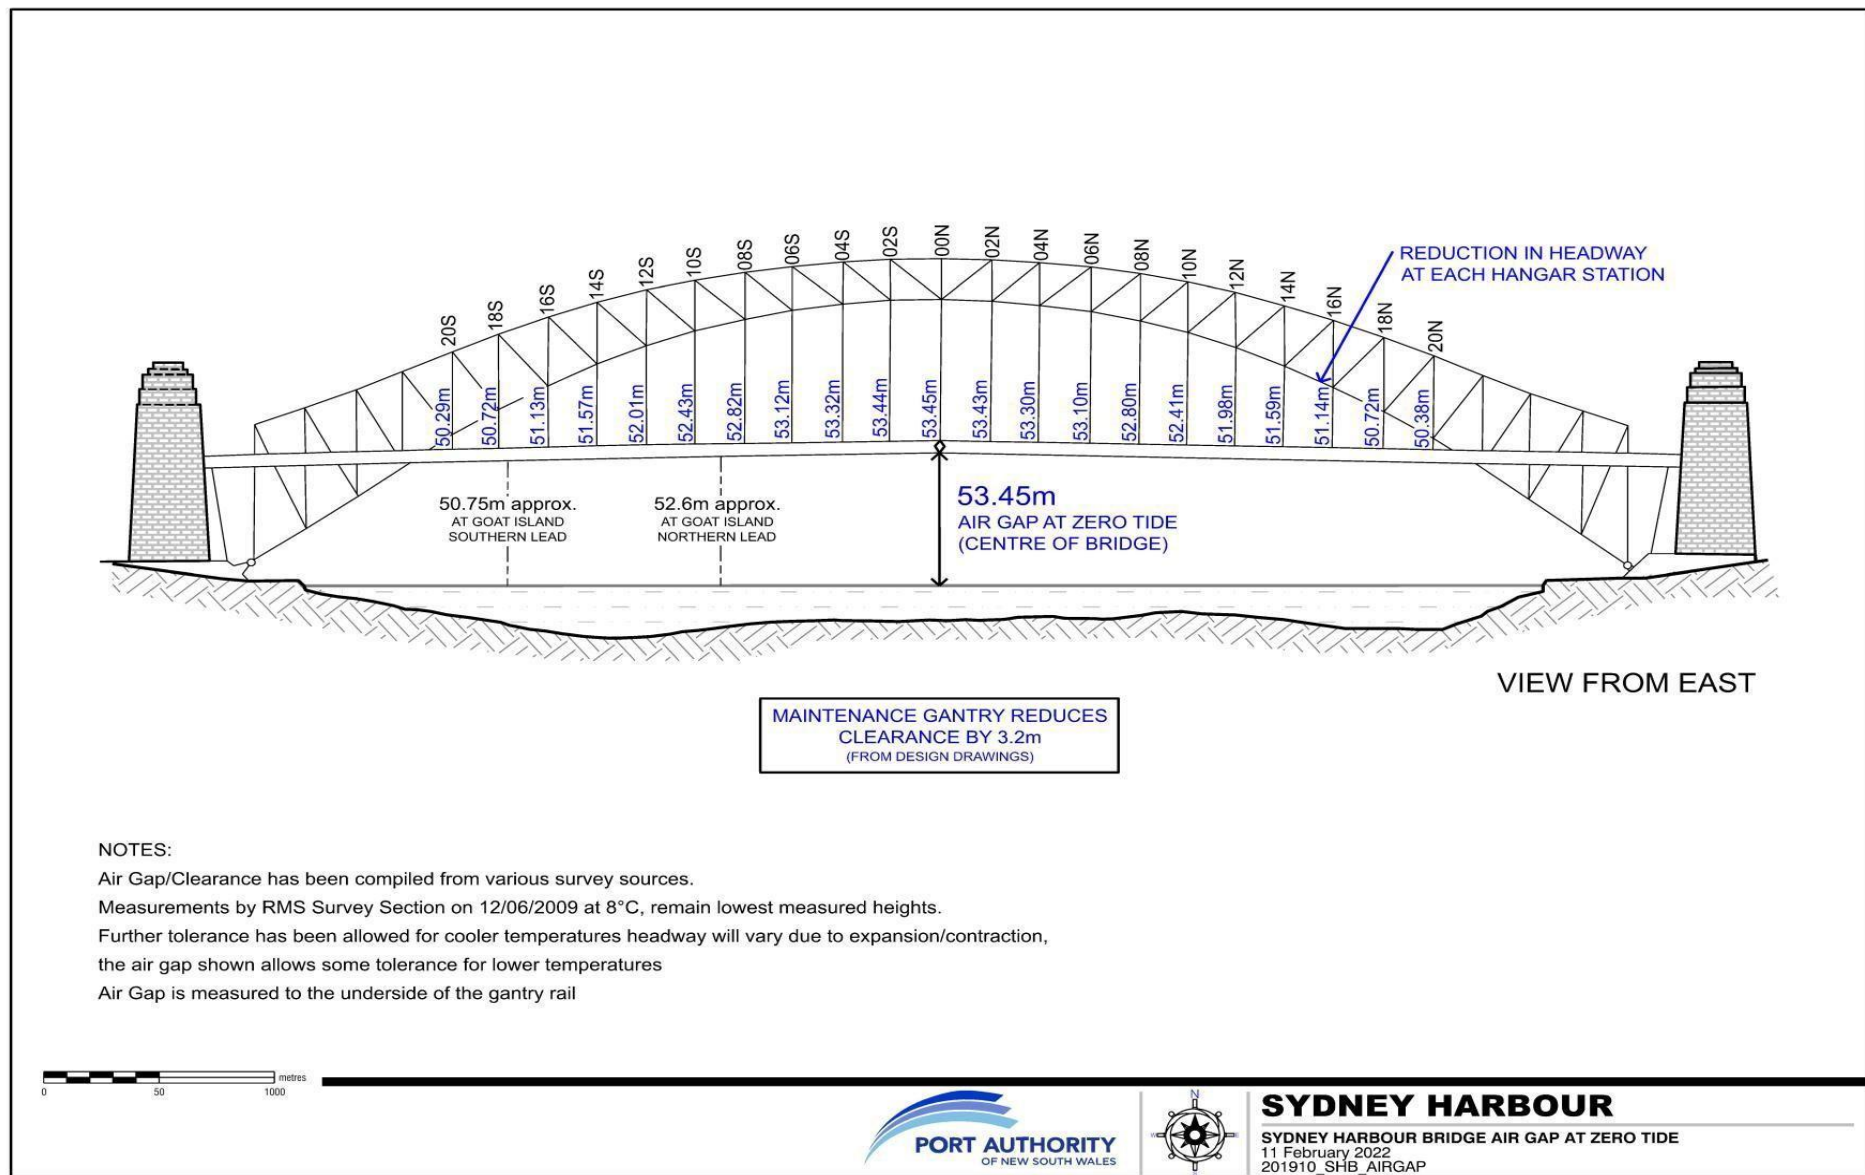 20S
18S
16S
14S
12S
10S
08S
06S
04S
02S
00N
02N
04N
06N
08N
10N
12N
14N
16N
18N
20N
REDUCTION IN HEADWAY
AT EACH HANGAR STATION
50.29m
50.72m
51.13m
51.57m
52.01m
52.43m
52.82m
53.12m
53.32m
53.44m
53.45m
53.43m
53.30m
53.10m
52.80m
52.41m
51.98m
51.59m
51.14m
50.72m
50.38m
50.75m approx.
AT GOAT ISLAND
SOUTHERN LEAD
52.6m approx.
AT GOAT ISLAND
NORTHERN LEAD
53.45m
AIR GAP AT ZERO TIDE
(CENTRE OF BRIDGE)
VIEW FROM EAST
MAINTENANCE GANTRY REDUCES
CLEARANCE BY 3.2m
(FROM DESIGN DRAWINGS)
NOTES:
Air Gap/Clearance has been compiled from various survey sources.
Measurements by RMS Survey Section on 12/06/2009 at 8°C, remain lowest measured heights.
Further tolerance has been allowed for cooler temperatures headway will vary due to expansion/contraction,
the air gap shown allows some tolerance for lower temperatures
Air Gap is measured to the underside of the gantry rail
metres
0 50 1000
PORT AUTHORITY
OF NEW SOUTH WALES
N
SYDNEY HARBOUR
SYDNEY HARBOUR BRIDGE AIR GAP AT ZERO TIDE
11 February 2022
201910_SHB_AIRGAP